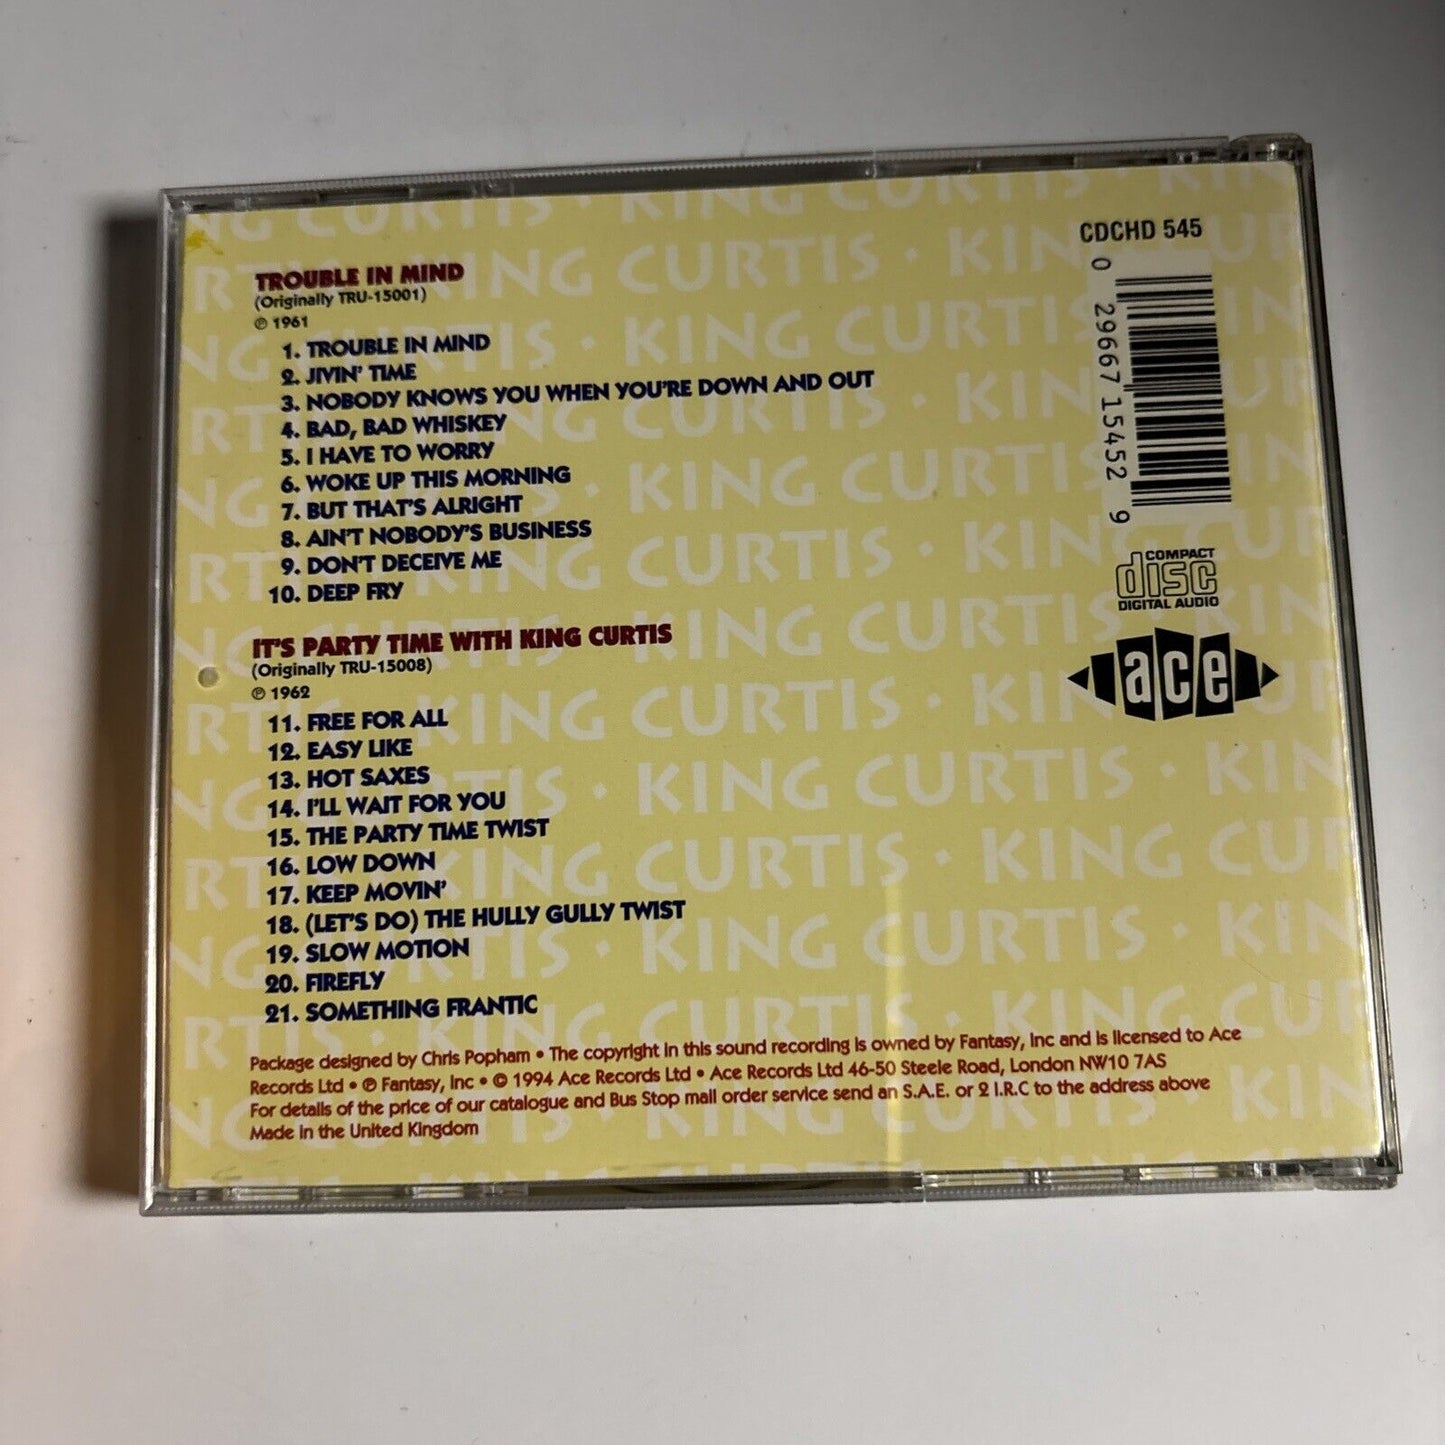 CDCHD 545
TROUBLE IN MIND
(Originally TRU-15001)
℗ 1961
1. TROUBLE IN MIND
2. JIVIN' TIME
3. NOBODY KNOWS YOU WHEN YOU'RE DOWN AND OUT
4. BAD, BAD WHISKEY
5. I HAVE TO WORRY
6. WOKE UP THIS MORNING
7. BUT THAT'S ALRIGHT
8. AIN'T NOBODY'S BUSINESS
9. DON'T DECEIVE ME
10. DEEP FRY
IT'S PARTY TIME WITH KING CURTIS
(Originally TRU-15008)
℗ 1962
11. FREE FOR ALL
12. EASY LIKE
13. HOT SAXES
14. I'LL WAIT FOR YOU
15. THE PARTY TIME TWIST
16. LOW DOWN
17. KEEP MOVIN'
18. (LET'S DO) THE HULLY GULLY TWIST
19. SLOW MOTION
20. FIREFLY
21. SOMETHING FRANTIC
0 29667 15452 9
COMPACT
disc
DIGITAL AUDIO
ace
Package designed by Chris Popham • The copyright in this sound recording is owned by Fantasy, Inc and is licensed to Ace
Records Ltd • ℗ Fantasy, Inc • © 1994 Ace Records Ltd • Ace Records Ltd 46-50 Steele Road, London NW10 7AS
For details of the price of our catalogue and Bus Stop mail order service send an S.A.E. or 2 I.R.C to the address above
Made in the United Kingdom
KING CURTIS · KING CURTIS · KING CURTIS